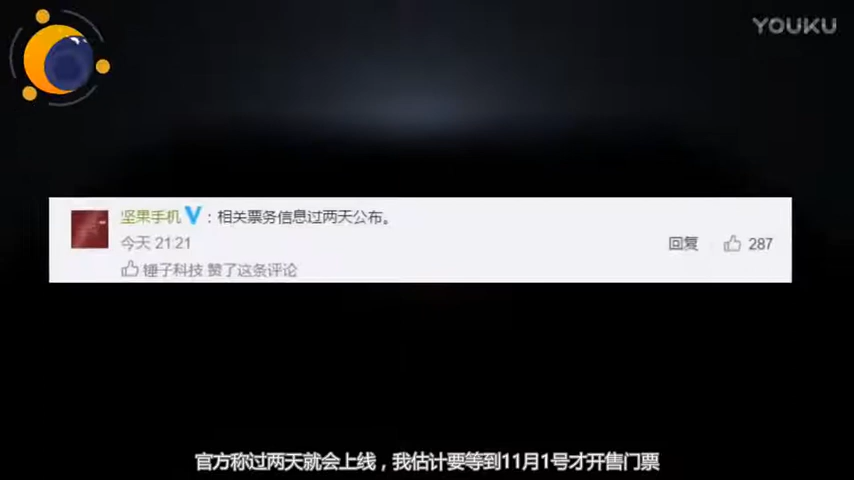 YOUKU
坚果手机 V：相关票务信息过两天公布。
今天 21:21
回复 287
锤子科技 赞了这条评论
官方称过两天就会上线，我估计要等到11月1号才开售门票